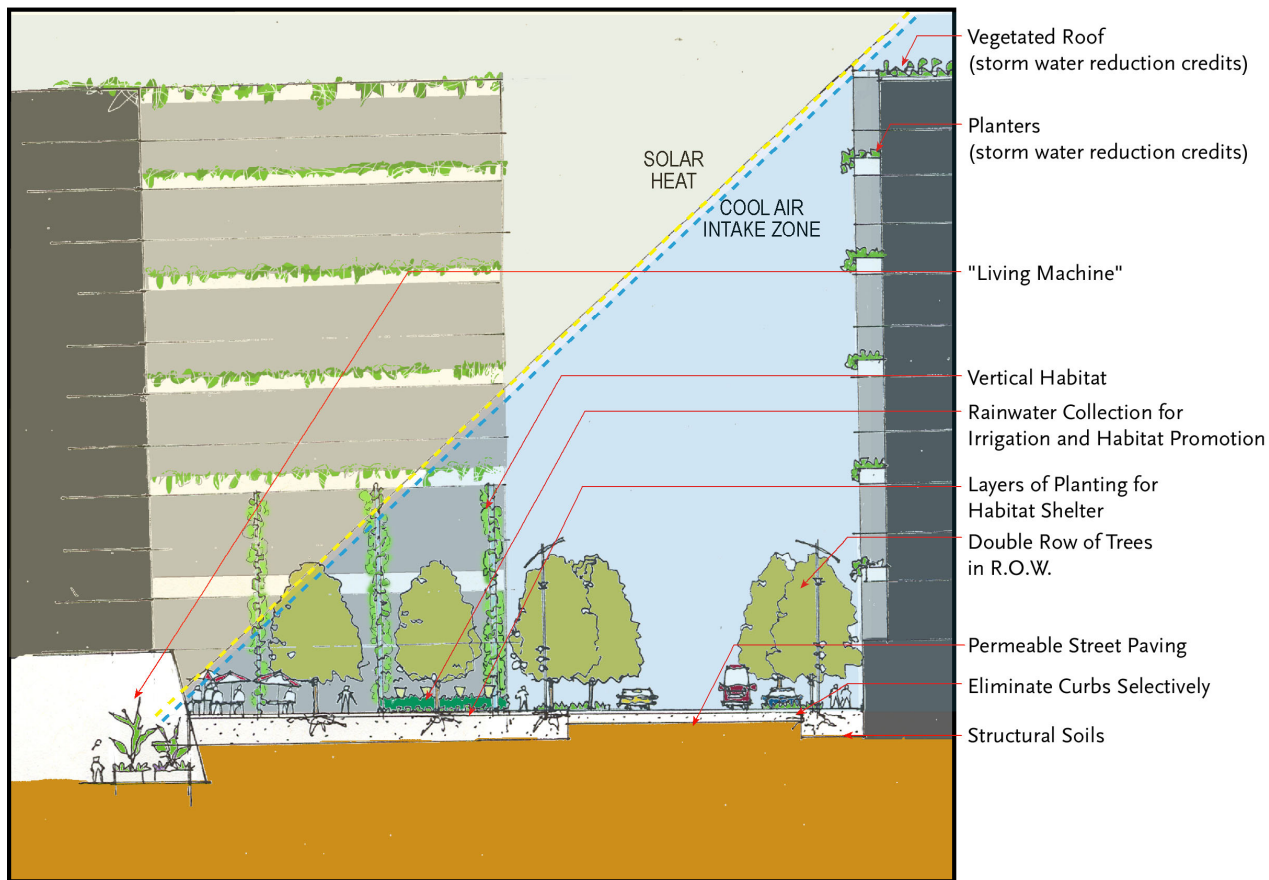 Vegetated Roof
(storm water reduction credits)
Planters
(storm water reduction credits)
SOLAR
HEAT
COOL AIR
INTAKE ZONE
"Living Machine"
Vertical Habitat
Rainwater Collection for
Irrigation and Habitat Promotion
Layers of Planting for
Habitat Shelter
Double Row of Trees
in R.O.W.
Permeable Street Paving
Eliminate Curbs Selectively
Structural Soils